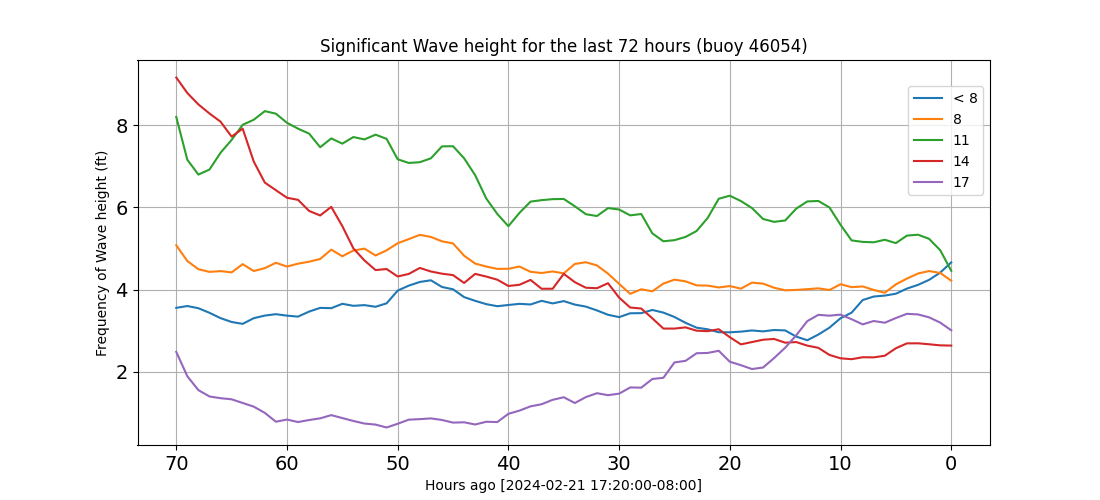 Significant Wave height for the last 72 hours (buoy 46054)
Frequency of Wave height (ft)
8
6
4
2
< 8
8
11
14
17
70 60 50 40 30 20 10 0
Hours ago [2024-02-21 17:20:00-08:00]